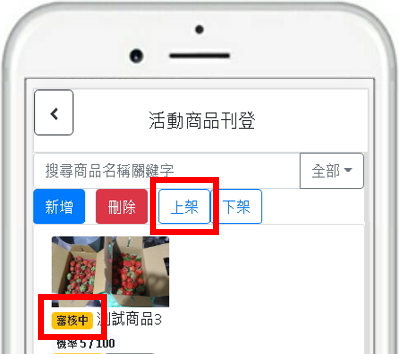 活動商品刊登
搜尋商品名稱關鍵字 全部
新增 刪除 上架 下架
審核中 測試商品3
機率 5 / 100